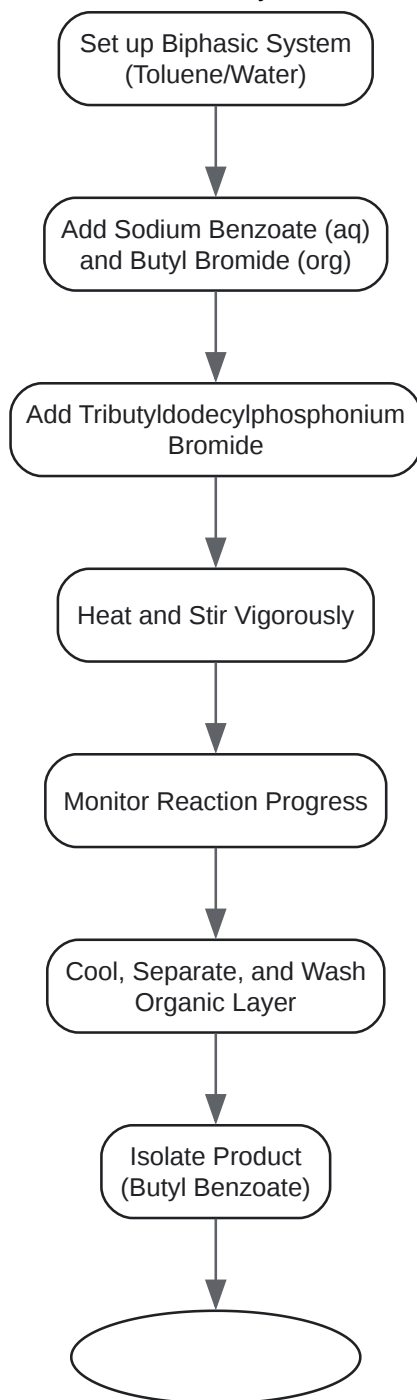 Set up Biphasic System
(Toluene/Water)
Add Sodium Benzoate (aq)
and Butyl Bromide (org)
Add Tributyldodecylphosphonium
Bromide
Heat and Stir Vigorously
Monitor Reaction Progress
Cool, Separate, and Wash
Organic Layer
Isolate Product
(Butyl Benzoate)